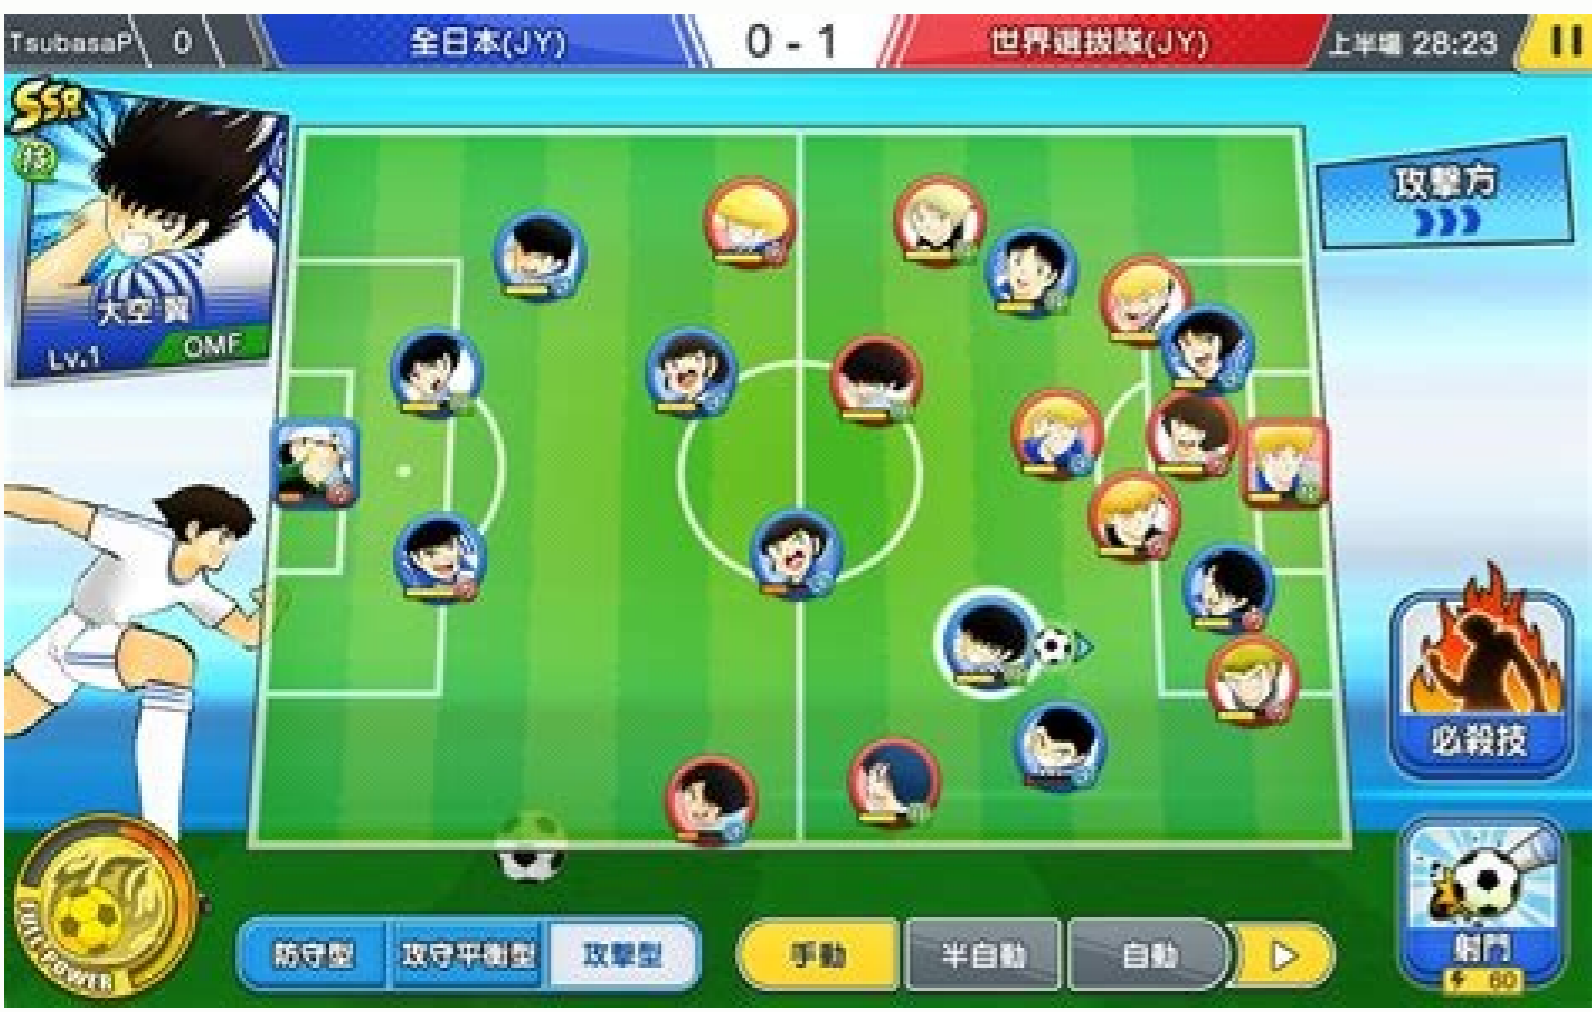 TsubasaP 0 全日本(JY) 0 - 1 世界選拔隊(JY) 上半場 28:23
SSR
技
大空 翼
Lv.1 OMF
攻擊方
必殺技
FULL POWER
防守型 攻守平衡型 攻擊型 手動 半自動 自動
射門
60